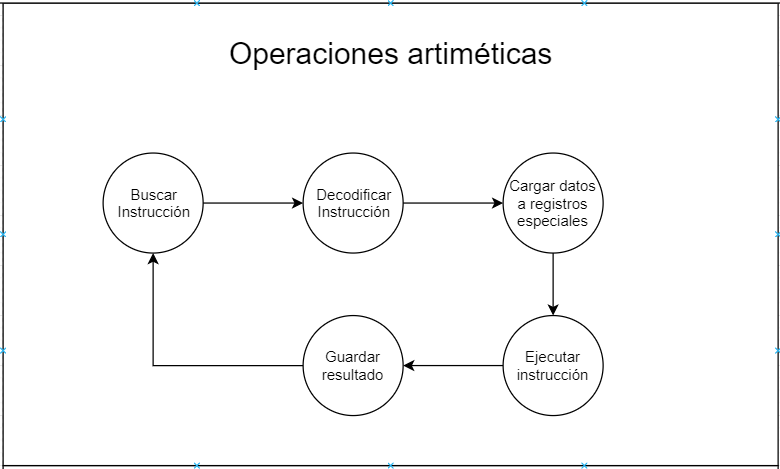 Operaciones artiméticas
Buscar
Instrucción
Decodificar
Instrucción
Cargar datos
a registros
especiales
Guardar
resultado
Ejecutar
instrucción